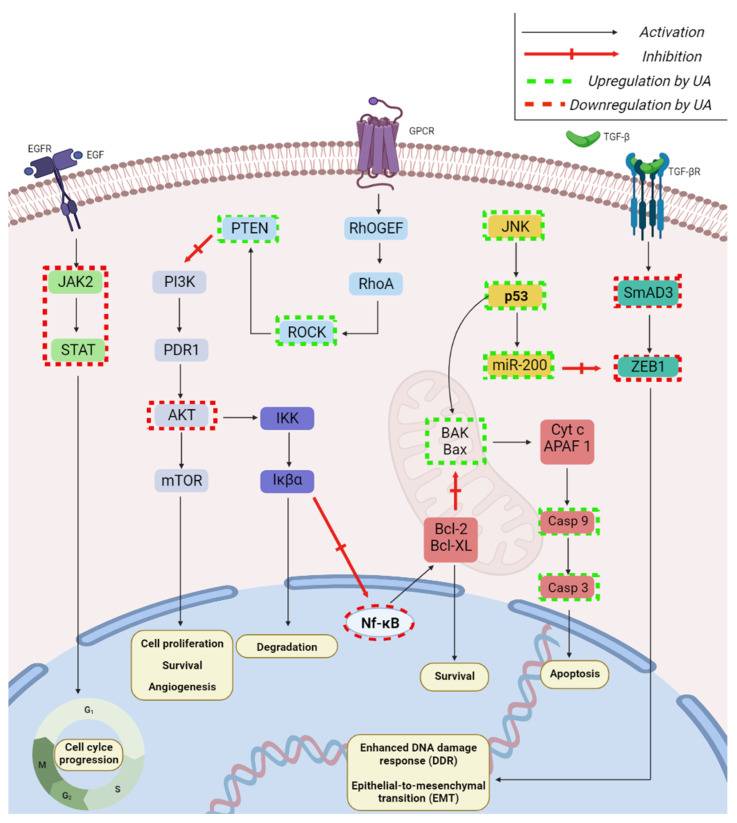 Activation
Inhibition
Upregulation by UA
Downregulation by UA
GPCR
TGF-β
EGFR
EGF
TGF-βR
PTEN
RhOGEF
JNK
JAK2
PI3K
RhoA
p53
SmAD3
ROCK
STAT
PDR1
miR-200
ZEB1
AKT
IKK
BAK
Bax
Cyt c
APAF 1
mTOR
Iκβα
Bcl-2
Bcl-XL
Casp 9
Casp 3
Nf-κB
Cell proliferation
Survival
Angiogenesis
Degradation
Survival
Apoptosis
G₁
Cell cylce
progression
M
S
G₂
Enhanced DNA damage
response (DDR)
Epithelial-to-mesenchymal
transition (EMT)